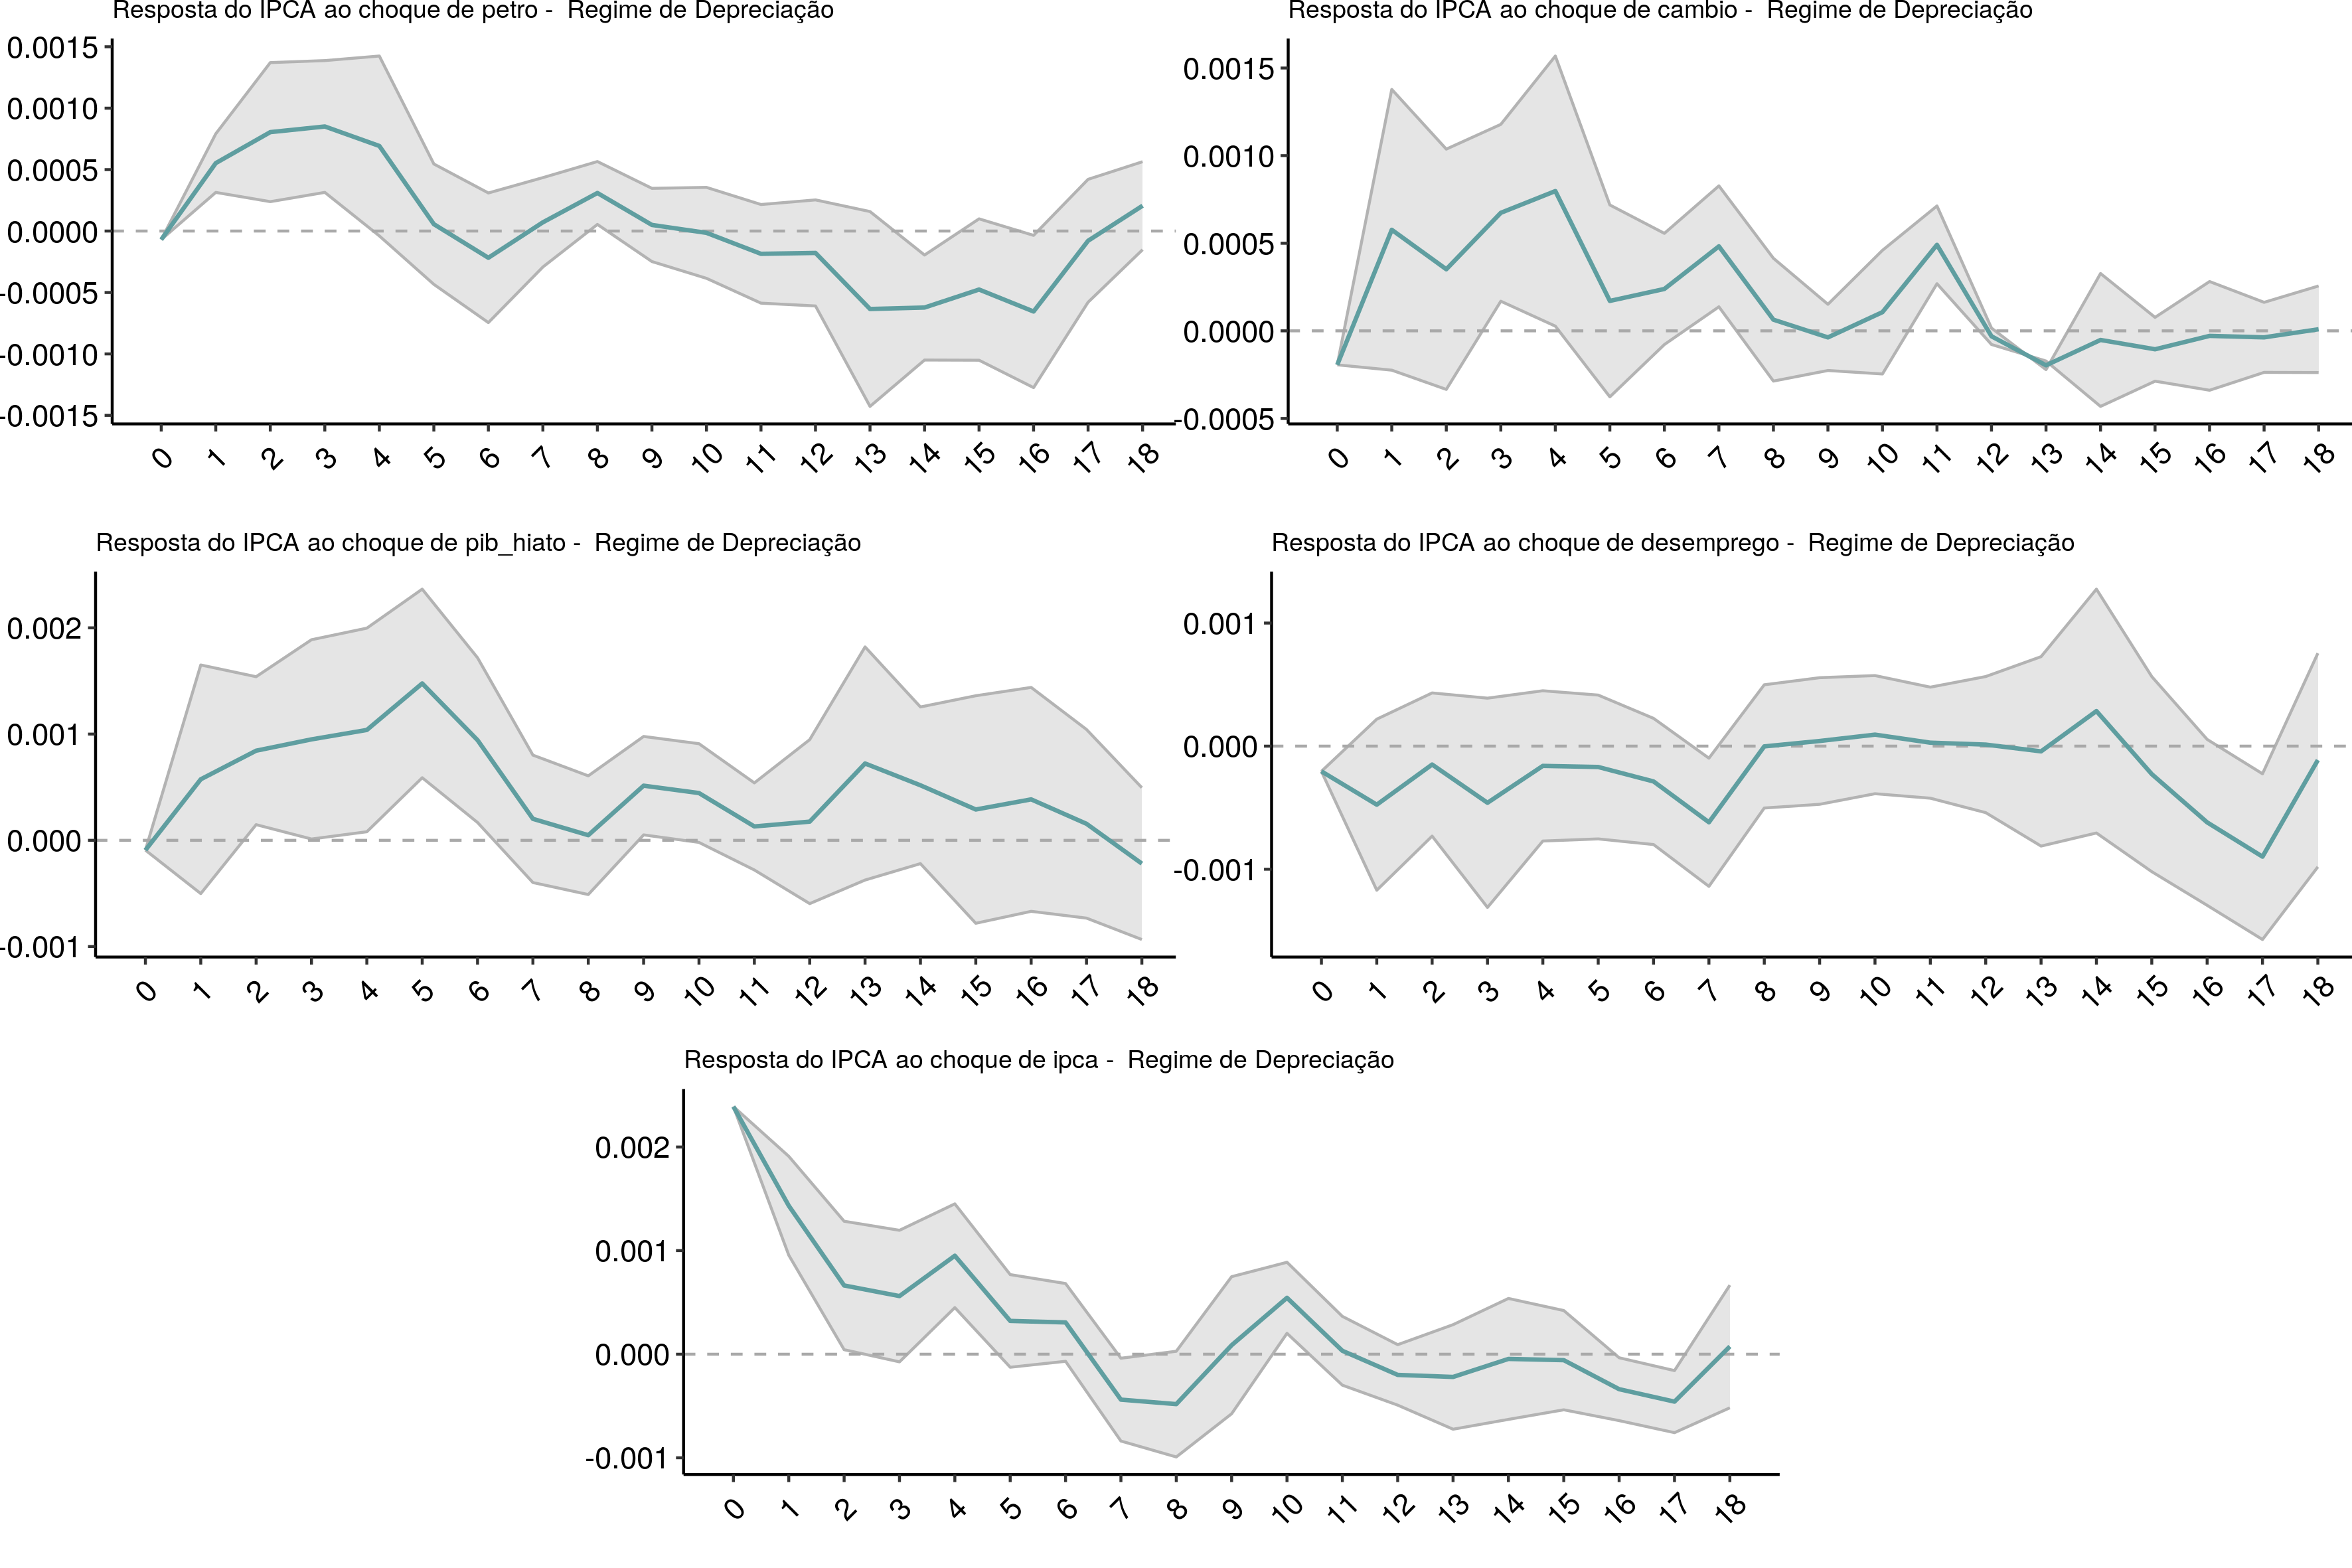 Resposta do IPCA ao choque de petro -  Regime de Depreciação
0.0015
0.0010
0.0005
0.0000
-0.0005
-0.0010
-0.0015
0 1 2 3 4 5 6 7 8 9 10 11 12 13 14 15 16 17 18
Resposta do IPCA ao choque de cambio -  Regime de Depreciação
0.0015
0.0010
0.0005
0.0000
-0.0005
0 1 2 3 4 5 6 7 8 9 10 11 12 13 14 15 16 17 18
Resposta do IPCA ao choque de pib_hiato -  Regime de Depreciação
0.002
0.001
0.000
-0.001
0 1 2 3 4 5 6 7 8 9 10 11 12 13 14 15 16 17 18
Resposta do IPCA ao choque de desemprego -  Regime de Depreciação
0.001
0.000
-0.001
0 1 2 3 4 5 6 7 8 9 10 11 12 13 14 15 16 17 18
Resposta do IPCA ao choque de ipca -  Regime de Depreciação
0.002
0.001
0.000
-0.001
0 1 2 3 4 5 6 7 8 9 10 11 12 13 14 15 16 17 18